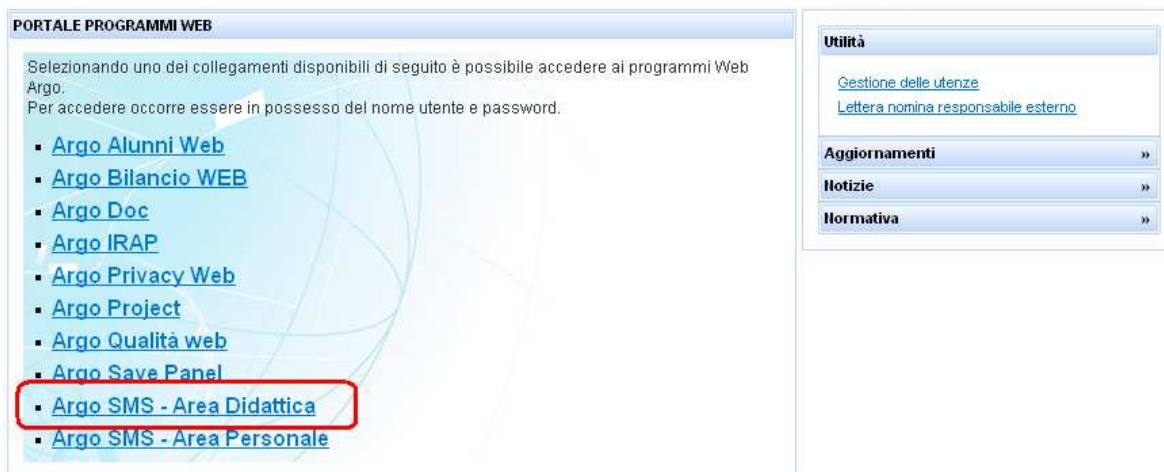 PORTALE PROGRAMMI WEB
Selezionando uno dei collegamenti disponibili di seguito è possibile accedere ai programmi Web
Argo.
Per accedere occorre essere in possesso del nome utente e password.
Argo Alunni Web
Argo Bilancio WEB
Argo Doc
Argo IRAP
Argo Privacy Web
Argo Project
Argo Qualità web
Argo Save Panel
Argo SMS - Area Didattica
Argo SMS - Area Personale
Utilità
Gestione delle utenze
Lettera nomina responsabile esterno
Aggiornamenti »
Notizie »
Normativa »